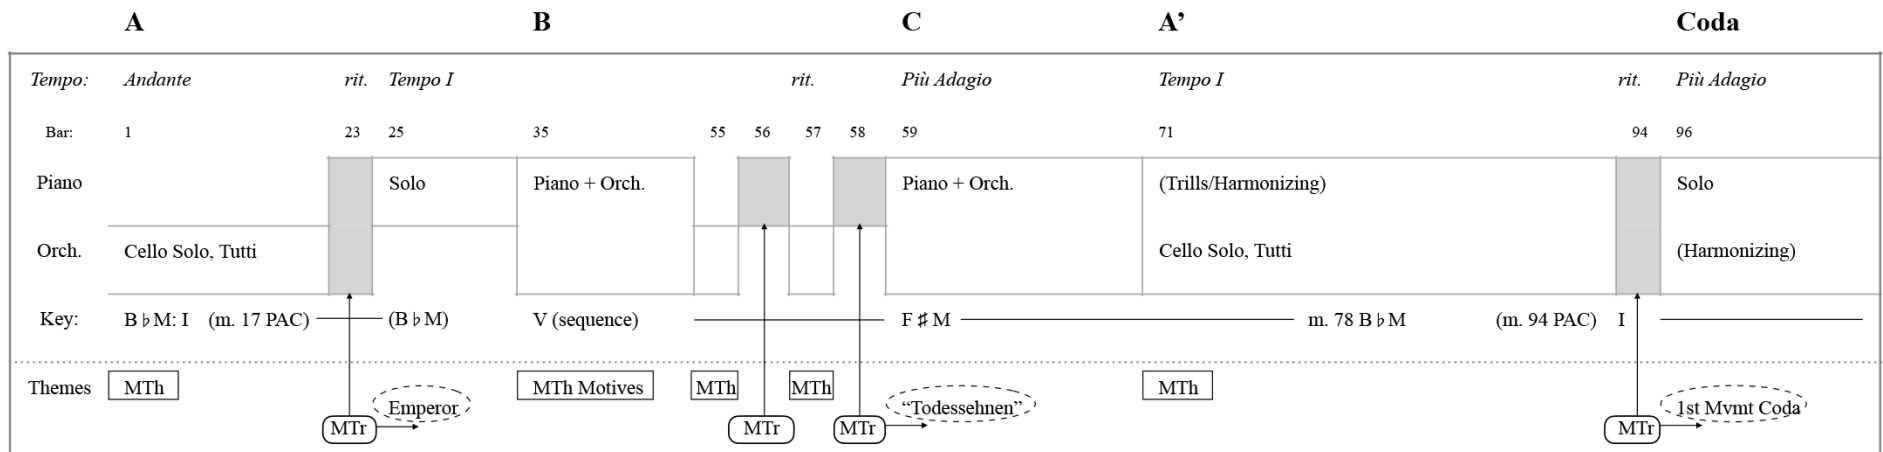 A B C A’ Coda
Tempo: Andante rit. Tempo I rit. Più Adagio Tempo I rit. Più Adagio
Bar: 1 23 25 35 55 56 57 58 59 71 94 96
Piano Solo Piano + Orch. Piano + Orch. (Trills/Harmonizing) Solo
Orch. Cello Solo, Tutti Cello Solo, Tutti (Harmonizing)
Key: B♭M: I (m. 17 PAC) (B♭M) V (sequence) F♯M m. 78 B♭M (m. 94 PAC) I
Themes MTh MTh Motives MTh MTh MTh
Emperor “Todessehnen” 1st Mvmt Coda
MTr MTr MTr MTr